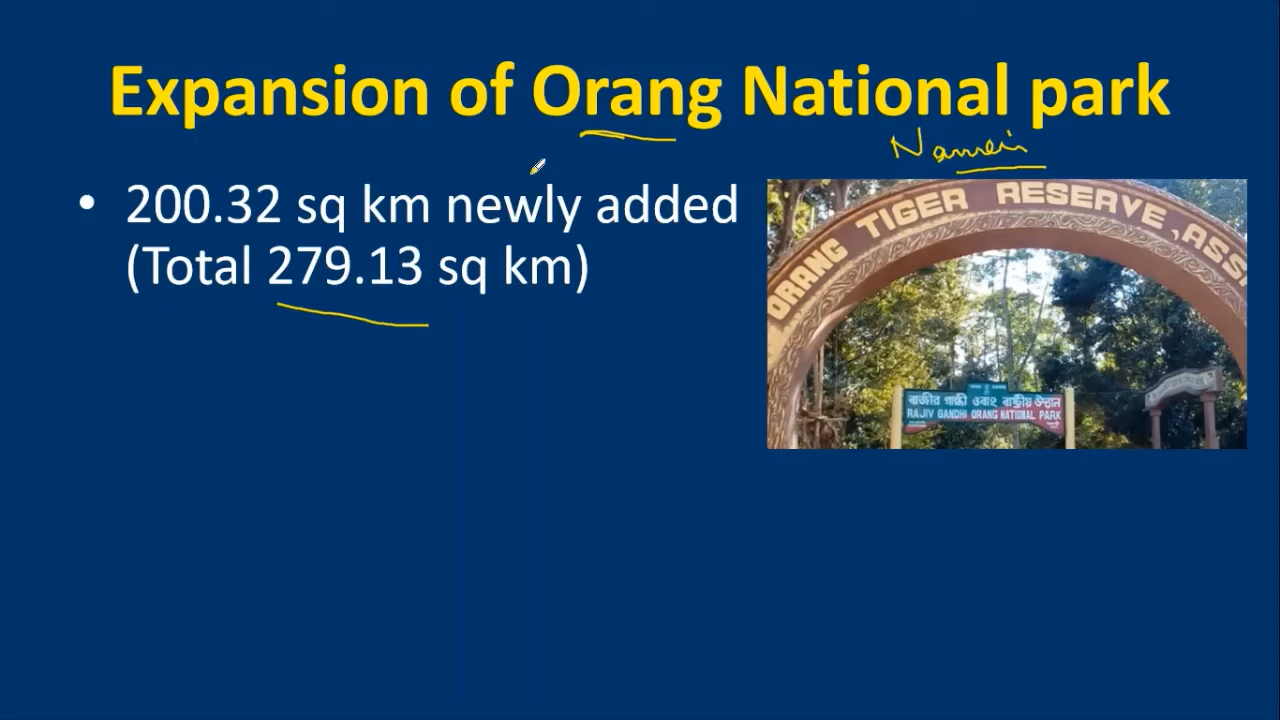 Expansion of Orang National park
Nameri
• 200.32 sq km newly added
(Total 279.13 sq km)
ORANG TIGER RESERVE, ASS
ৰাজীৱ গান্ধী ওৰাং ৰাষ্ট্ৰীয় উদ্যান
RAJIV GANDHI ORANG NATIONAL PARK